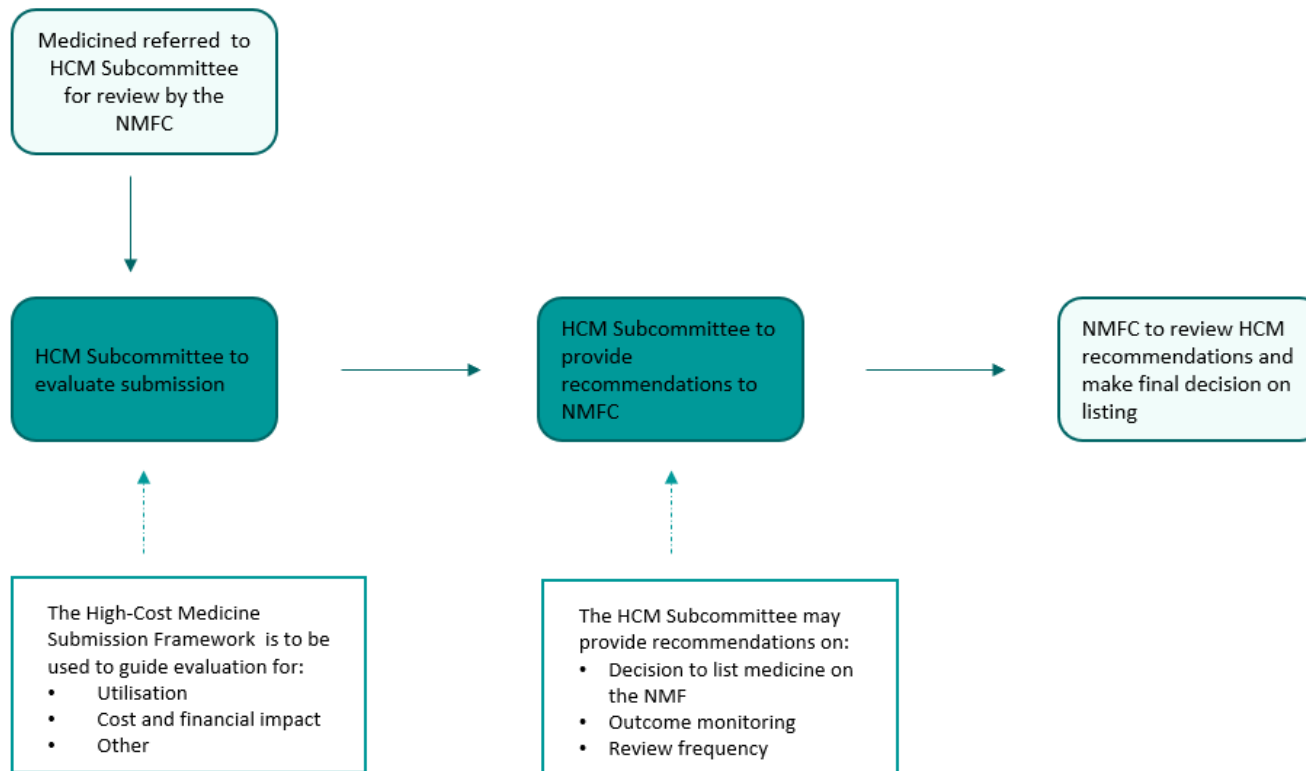 Medicined referred to
HCM Subcommittee
for review by the
NMFC
HCM Subcommittee to
evaluate submission
HCM Subcommittee to
provide
recommendations to
NMFC
NMFC to review HCM
recommendations and
make final decision on
listing
The High-Cost Medicine
Submission Framework is to be
used to guide evaluation for:
• Utilisation
• Cost and financial impact
• Other
The HCM Subcommittee may
provide recommendations on:
• Decision to list medicine on
the NMF
• Outcome monitoring
• Review frequency